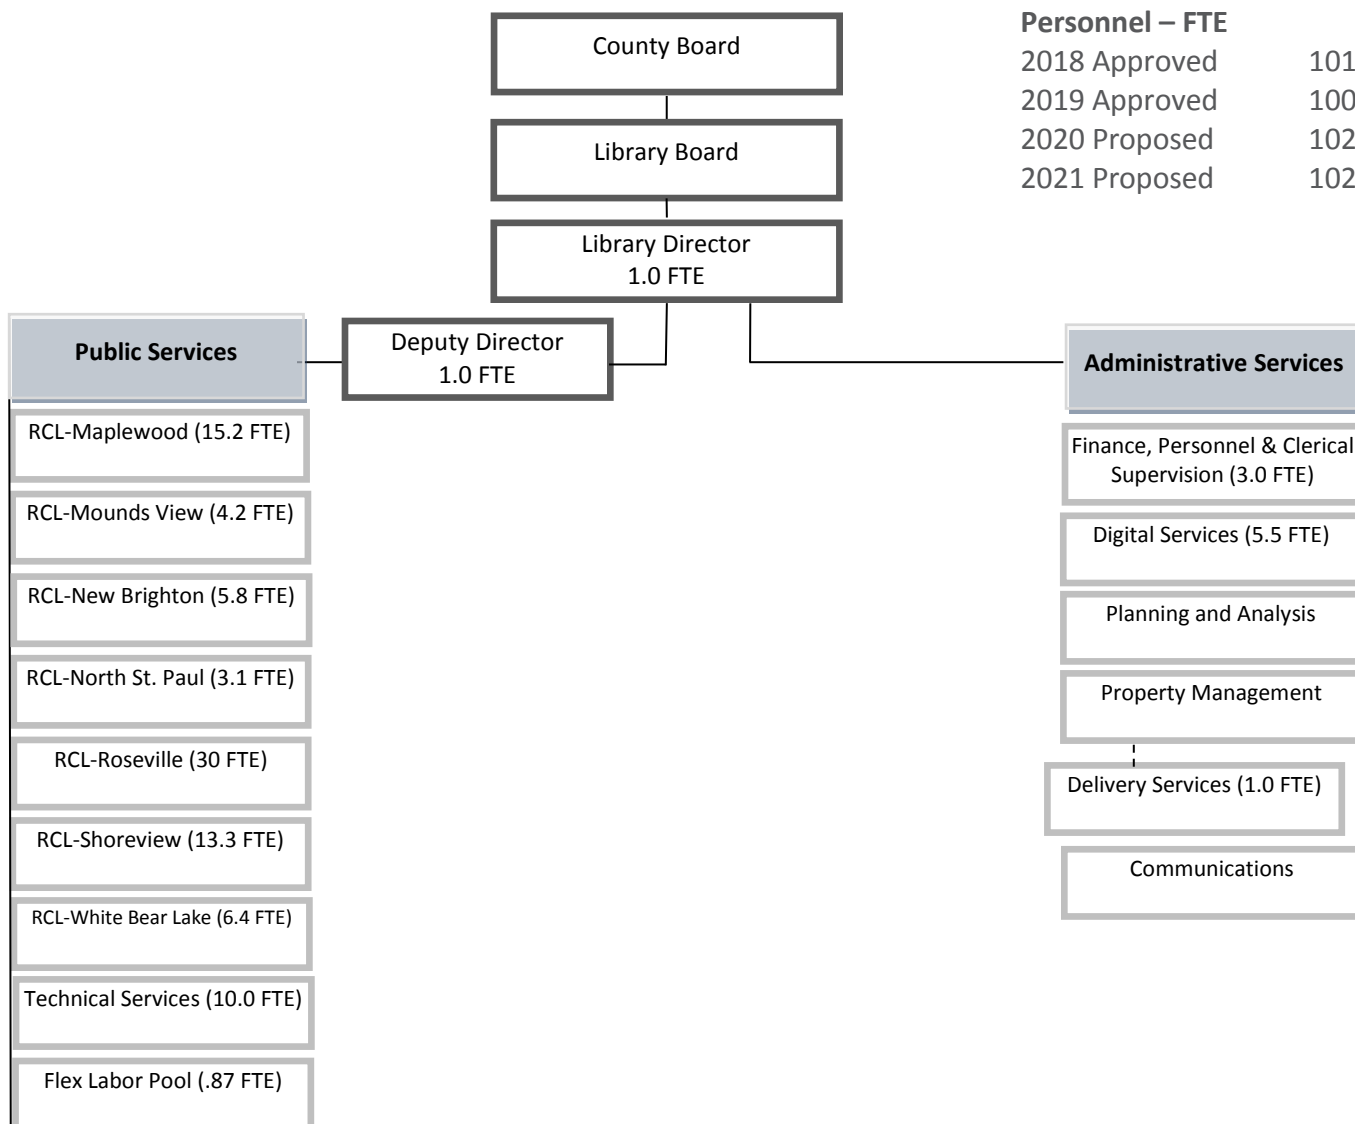 County Board
Library Board
Library Director
1.0 FTE
Personnel – FTE
2018 Approved 101
2019 Approved 100
2020 Proposed 102
2021 Proposed 102
Deputy Director
1.0 FTE
Public Services
RCL-Maplewood (15.2 FTE)
RCL-Mounds View (4.2 FTE)
RCL-New Brighton (5.8 FTE)
RCL-North St. Paul (3.1 FTE)
RCL-Roseville (30 FTE)
RCL-Shoreview (13.3 FTE)
RCL-White Bear Lake (6.4 FTE)
Technical Services (10.0 FTE)
Flex Labor Pool (.87 FTE)
Administrative Services
Finance, Personnel & Clerical
Supervision (3.0 FTE)
Digital Services (5.5 FTE)
Planning and Analysis
Property Management
Delivery Services (1.0 FTE)
Communications